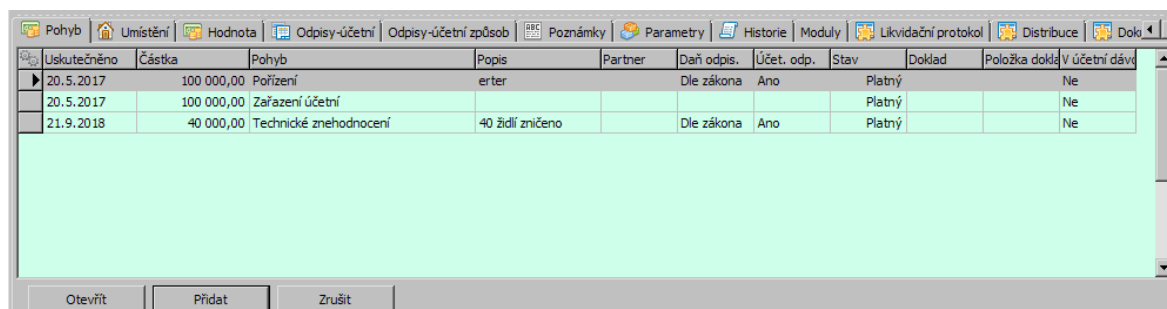 Pohyb Umístění Hodnota Odpisy-účetní Odpisy-účetní způsob ABC Poznámky Parametry Historie Moduly Likvidační protokol Distribuce Dok
Uskutečněno Částka Pohyb Popis Partner Daň odpis. Účet. odp. Stav Doklad Položka dokla V účetní dávc
20.5.2017 100 000,00 Pořízení erter Dle zákona Ano Platný Ne
20.5.2017 100 000,00 Zařazení účetní Platný Ne
21.9.2018 40 000,00 Technické znehodnocení 40 židlí zničeno Dle zákona Ano Platný Ne
Otevřít Přidat Zrušit